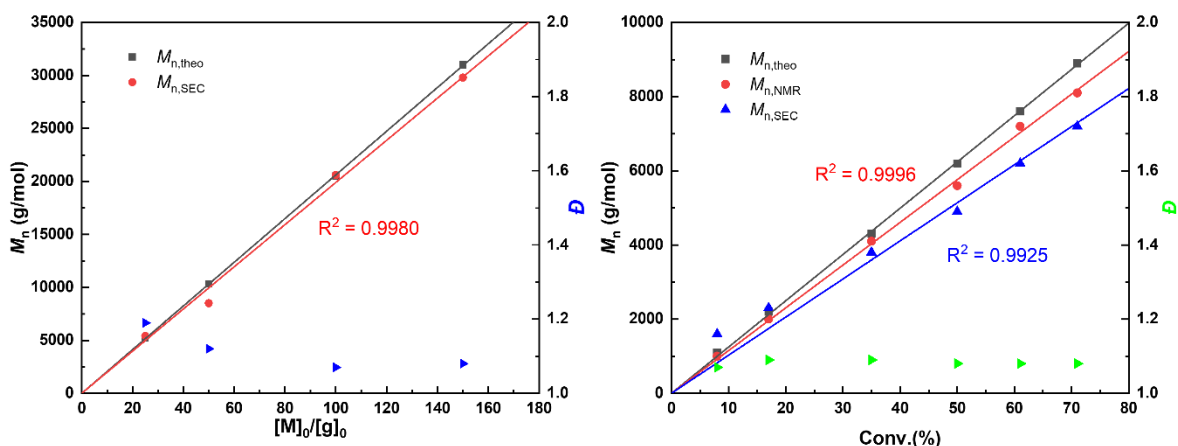 35000
30000
25000
20000
15000
10000
5000
0
Mn (g/mol)
Mn,theo
Mn,SEC
R² = 0.9980
2.0
1.8
1.6
1.4
1.2
1.0
Đ
0 20 40 60 80 100 120 140 160 180
[M]0/[g]0
10000
8000
6000
4000
2000
0
Mn (g/mol)
Mn,theo
Mn,NMR
Mn,SEC
R² = 0.9996
R² = 0.9925
2.0
1.8
1.6
1.4
1.2
1.0
Đ
0 10 20 30 40 50 60 70 80
Conv.(%)